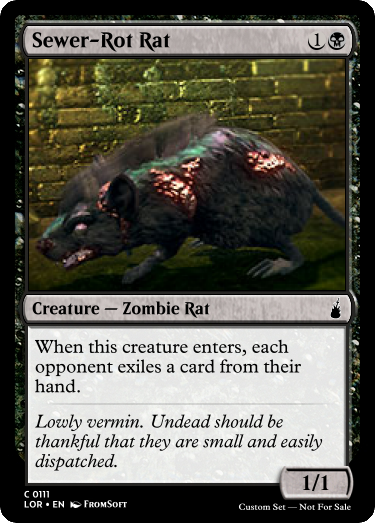 Sewer-Rot Rat 1
Creature — Zombie Rat
When this creature enters, each
opponent exiles a card from their
hand.
Lowly vermin. Undead should be
thankful that they are small and easily
dispatched.
1/1
C 0111
LOR • EN FROMSOFT
Custom Set — Not For Sale